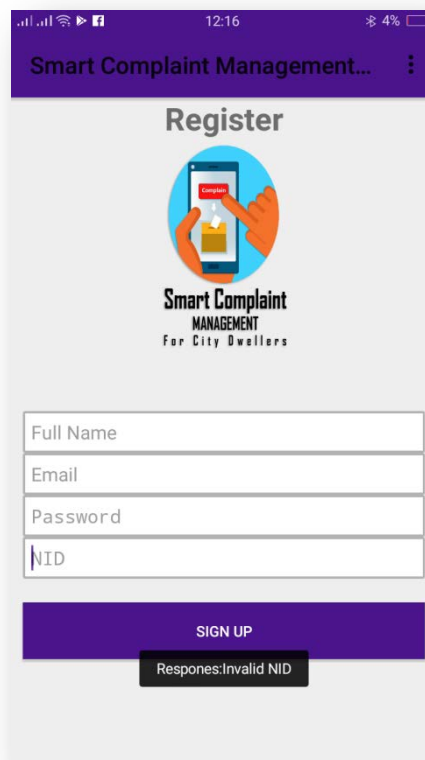 12:16
4%
Smart Complaint Management...
Register
Complain
Smart Complaint
MANAGEMENT
For City Dwellers
Full Name
Email
Password
NID
SIGN UP
Respones:Invalid NID